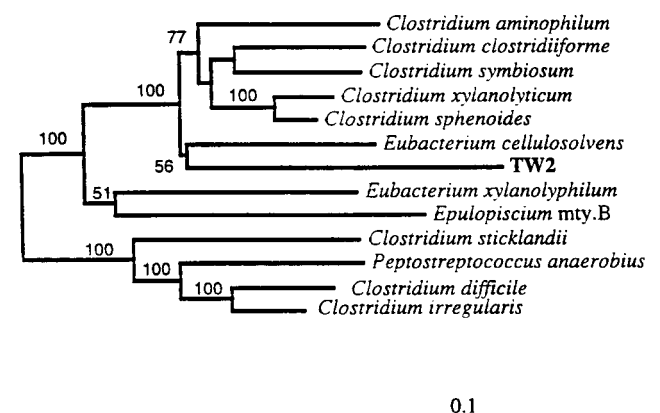 Clostridium aminophilum
77
Clostridium clostridiiforme
Clostridium symbiosum
100
100
Clostridium xylanolyticum
Clostridium sphenoides
100
Eubacterium cellulosolvens
56
TW2
51
Eubacterium xylanolyphilum
Epulopiscium mty.B
100
Clostridium sticklandii
100
Peptostreptococcus anaerobius
100
Clostridium difficile
Clostridium irregularis
0.1